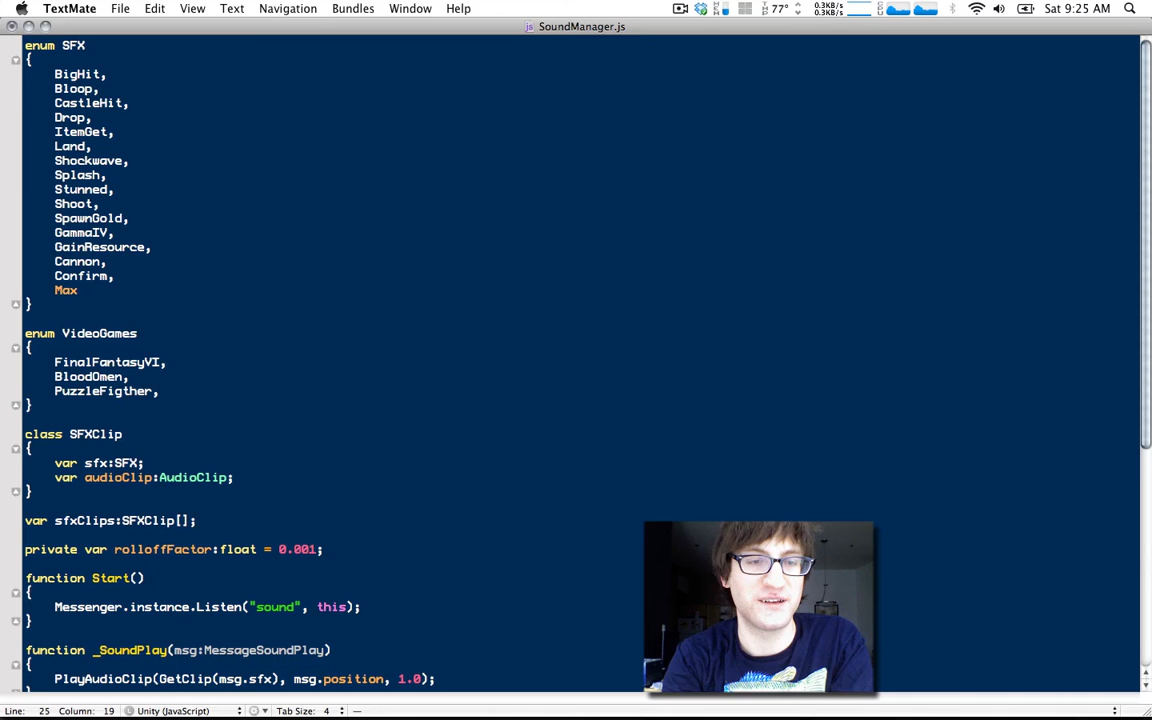 TextMate File Edit View Text Navigation Bundles Window Help 77° 0.3KB/s 0.3KB/s Sat 9:25 AM
SoundManager.js
enum SFX
{
BigHit,
Bloop,
CastleHit,
Drop,
ItemGet,
Land,
Shockwave,
Splash,
Stunned,
Shoot,
SpawnGold,
GammaIV,
GainResource,
Cannon,
Confirm,
Max
}
enum VideoGames
{
FinalFantasyVI,
BloodOmen,
PuzzleFigther,
}
class SFXClip
{
var sfx:SFX;
var audioClip:AudioClip;
}
var sfxClips:SFXClip[];
private var rolloffFactor:float = 0.001;
function Start()
{
Messenger.instance.Listen("sound", this);
}
function _SoundPlay(msg:MessageSoundPlay)
{
PlayAudioClip(GetClip(msg.sfx), msg.position, 1.0);
Line: 25 Column: 19 Unity (JavaScript) Tab Size: 4 —